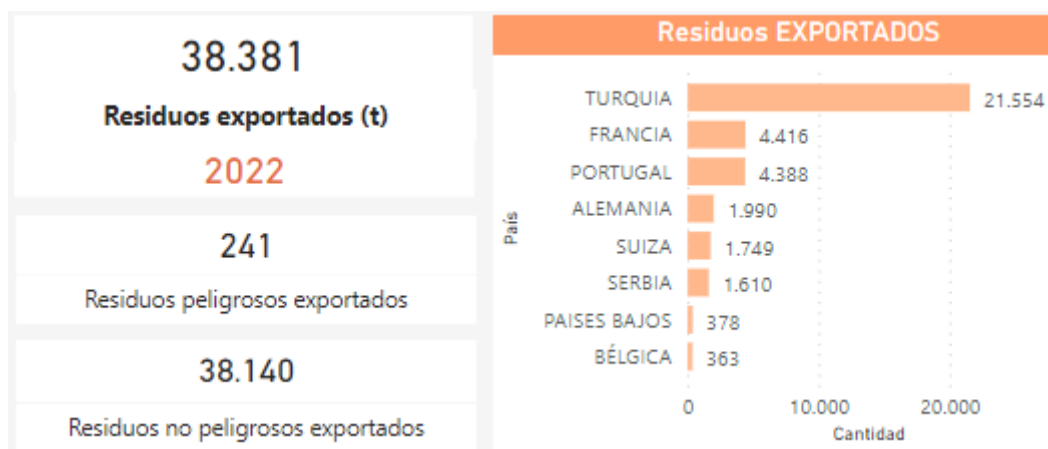 38.381
Residuos exportados (t)
2022
241
Residuos peligrosos exportados
38.140
Residuos no peligrosos exportados
Residuos EXPORTADOS
País
TURQUIA 21.554
FRANCIA 4.416
PORTUGAL 4.388
ALEMANIA 1.990
SUIZA 1.749
SERBIA 1.610
PAISES BAJOS 378
BÉLGICA 363
0 10.000 20.000
Cantidad